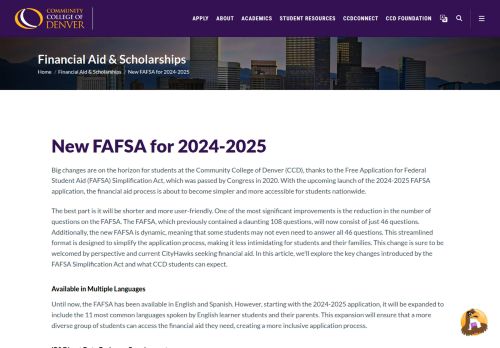 COMMUNITY
COLLEGE OF
DENVER
APPLY ABOUT ACADEMICS STUDENT RESOURCES CCDCONNECT CCD FOUNDATION
Financial Aid & Scholarships
Home / Financial Aid & Scholarships / New FAFSA for 2024-2025
New FAFSA for 2024-2025
Big changes are on the horizon for students at the Community College of Denver (CCD), thanks to the Free Application for Federal
Student Aid (FAFSA) Simplification Act, which was passed by Congress in 2020. With the upcoming launch of the 2024-2025 FAFSA
application, the financial aid process is about to become simpler and more accessible for students nationwide.
The best part is it will be shorter and more user-friendly. One of the most significant improvements is the reduction in the number of
questions on the FAFSA. The FAFSA, which previously contained a daunting 108 questions, will now consist of just 46 questions.
Additionally, the new FAFSA is dynamic, meaning that some students may not even need to answer all 46 questions. This streamlined
format is designed to simplify the application process, making it less intimidating for students and their families. This change is sure to be
welcomed by perspective and current CityHawks seeking financial aid. In this article, we'll explore the key changes introduced by the
FAFSA Simplification Act and what CCD students can expect.
Available in Multiple Languages
Until now, the FAFSA has been available in English and Spanish. However, starting with the 2024-2025 application, it will be expanded to
include the 11 most common languages spoken by English learner students and their parents. This expansion will ensure that a more
diverse group of students can access the financial aid they need, creating a more inclusive application process.